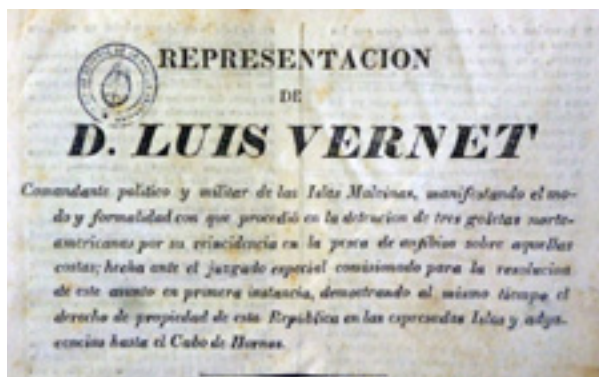 REPRESENTACION
DE
D. LUIS VERNET
Comandante político y militar de las Islas Malvinas, manifestando el mo-
do y formalidad con que procedió en la detencion de tres goletas norte-
americanas por su reincidencia en la pesca de anfibios sobre aquellas
costas; hecha ante el juzgado especial comisionado para la resolucion
de este asunto en primera instancia, demostrando al mismo tiempo el
derecho de propiedad de esta República en las expresadas Islas y adya-
cencias hasta el Cabo de Hornos.